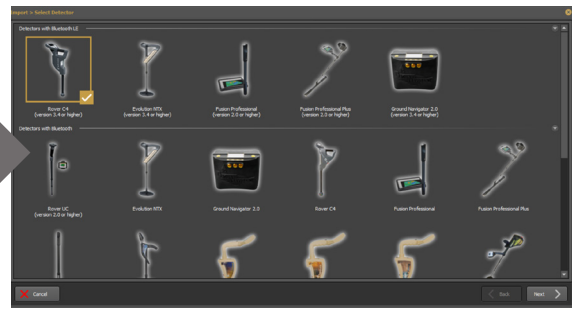 Import > Select Detector
Detectors with Bluetooth LE
Rover C4
(version 3.4 or higher)
Evolution NTX
(version 3.4 or higher)
Fusion Professional
(version 2.0 or higher)
Fusion Professional Plus
(version 2.0 or higher)
Ground Navigator 2.0
(version 3.4 or higher)
Detectors with Bluetooth
Rover UC
(version 2.0 or higher)
Evolution NTX
Ground Navigator 2.0
Rover C4
Fusion Professional
Fusion Professional Plus
Cancel
Back
Next